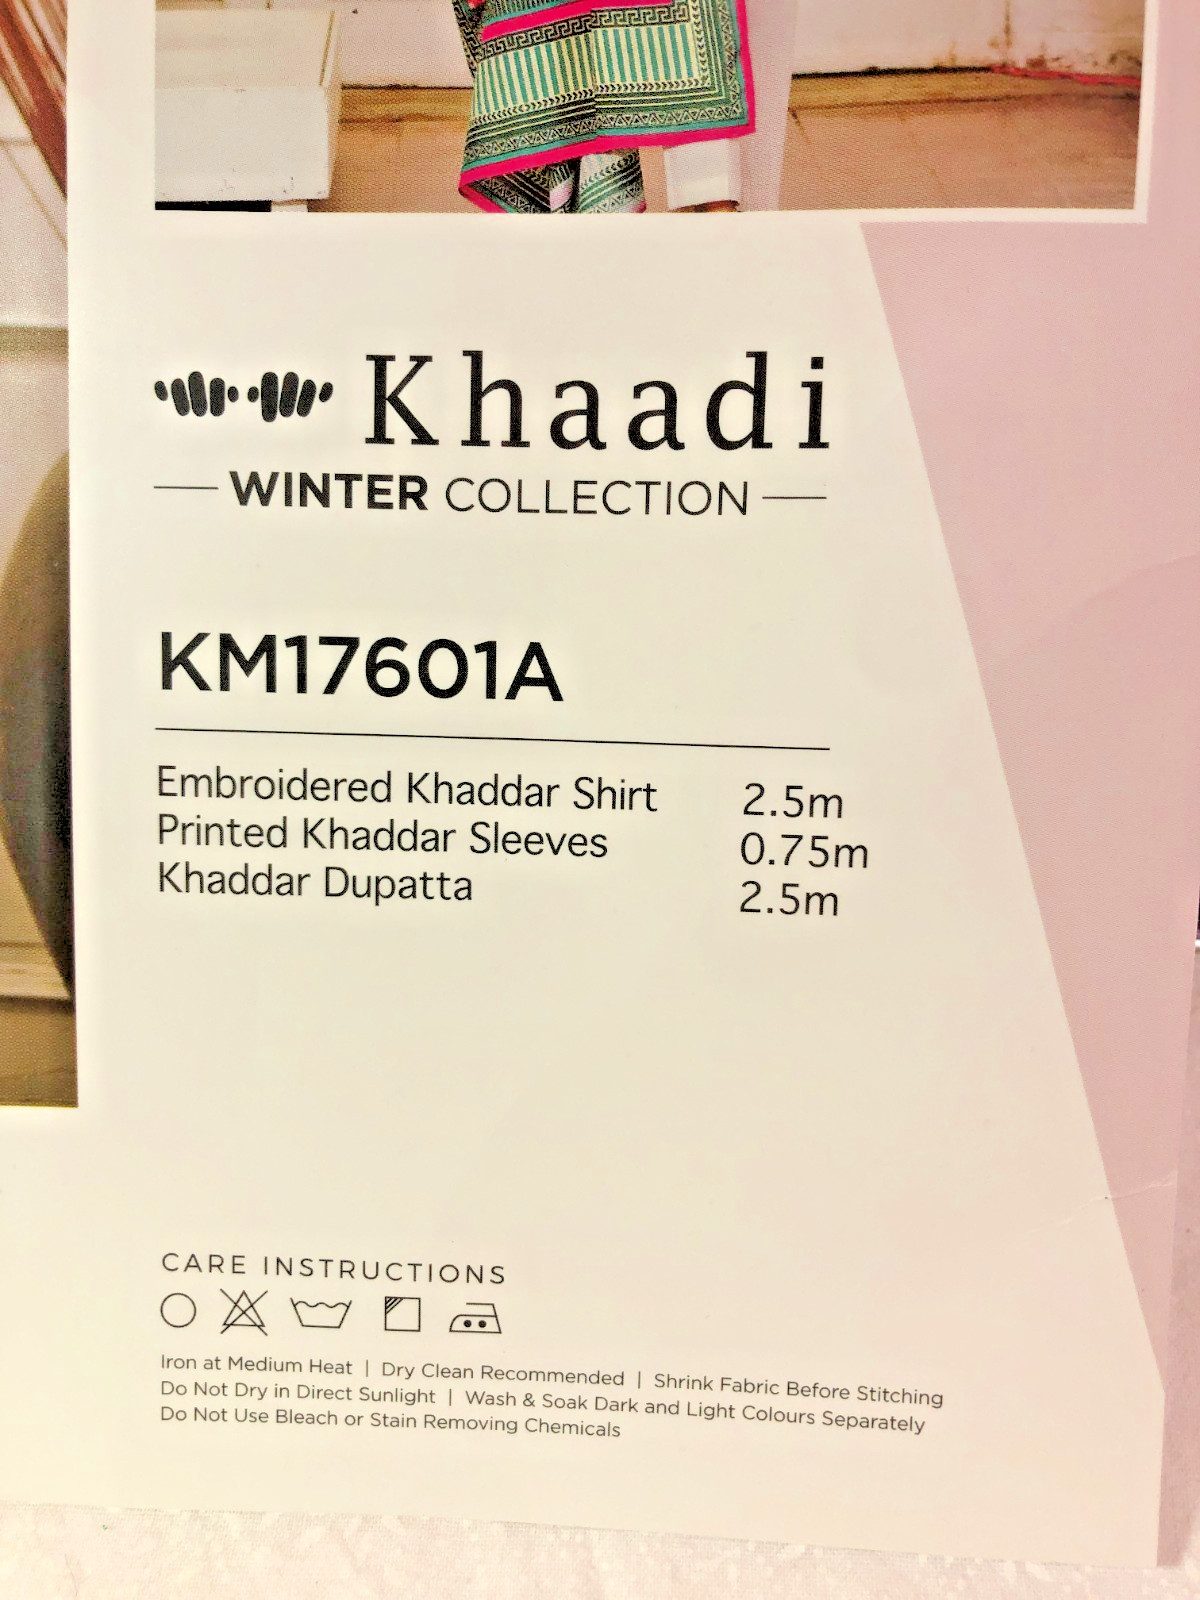 Khaadi
WINTER COLLECTION
KM17601A
Embroidered Khaddar Shirt 2.5m
Printed Khaddar Sleeves 0.75m
Khaddar Dupatta 2.5m
CARE INSTRUCTIONS
Iron at Medium Heat | Dry Clean Recommended | Shrink Fabric Before Stitching
Do Not Dry in Direct Sunlight | Wash & Soak Dark and Light Colours Separately
Do Not Use Bleach or Stain Removing Chemicals